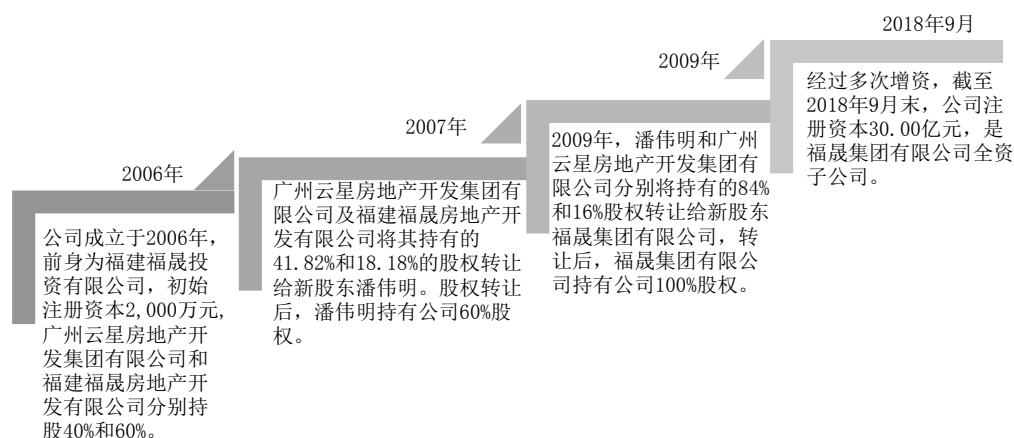 2006年
公司成立于2006年，
前身为福建福晟投
资有限公司，初始
注册资本2,000万元,
广州云星房地产开
发集团有限公司和
福建福晟房地产开
发有限公司分别持
股40%和60%。
2007年
广州云星房地产开发集团有
限公司及福建福晟房地产开
发有限公司将其持有的
41.82%和18.18%的股权转让
给新股东潘伟明。股权转让
后，潘伟明持有公司60%股
权。
2009年
2009年，潘伟明和广州
云星房地产开发集团有
限公司分别将持有的84%
和16%股权转让给新股东
福晟集团有限公司，转
让后，福晟集团有限公
司持有公司100%股权。
2018年9月
经过多次增资，截至
2018年9月末，公司注
册资本30.00亿元，是
福晟集团有限公司全资
子公司。